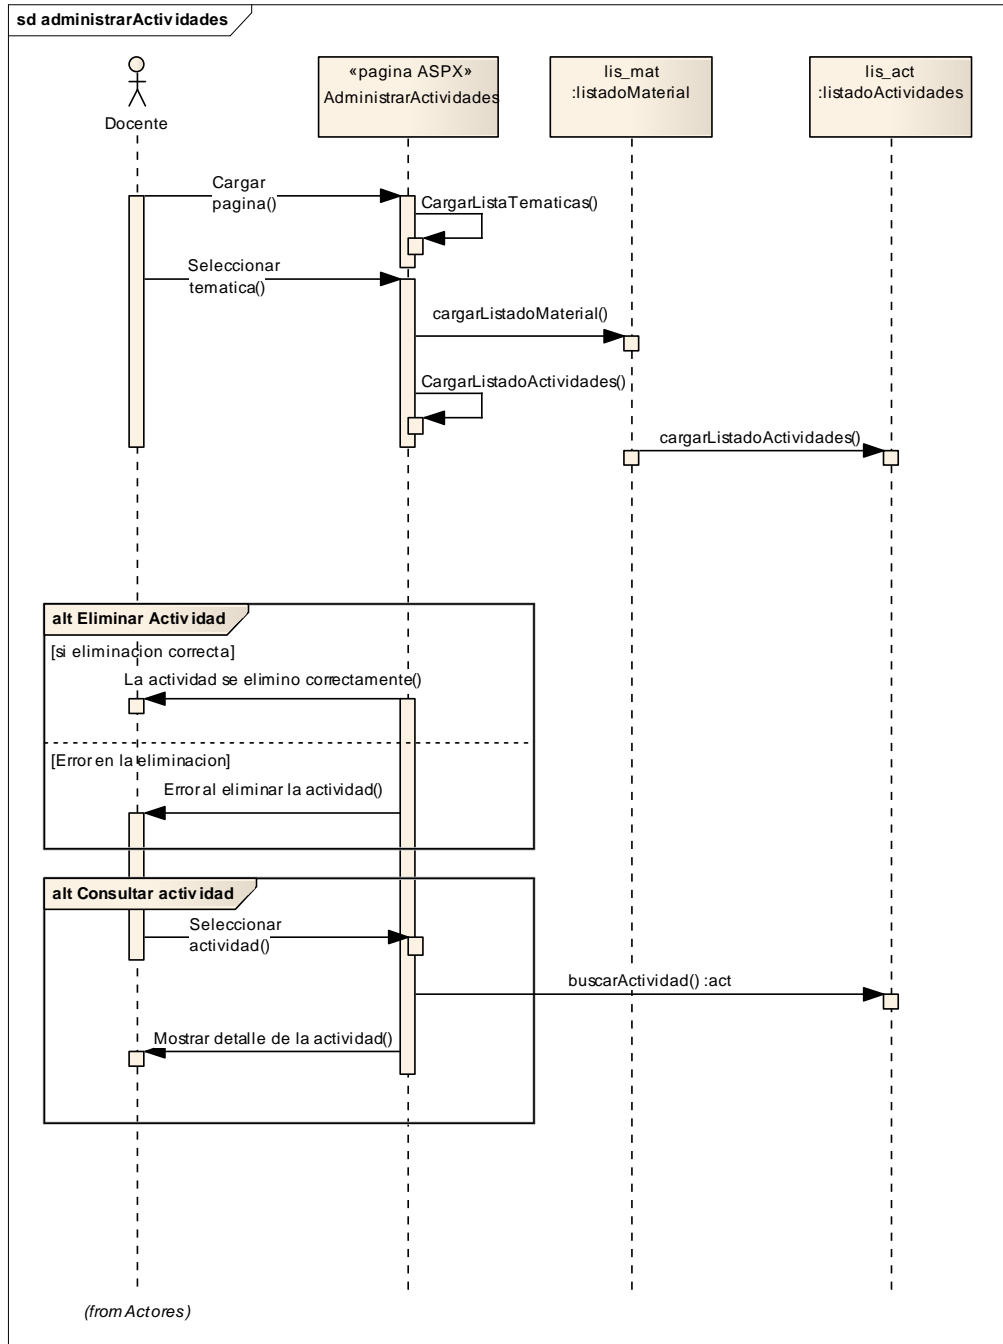 sd administrarActividades
Docente
«pagina ASPX»
AdministrarActividades
lis_mat
:listadoMaterial
lis_act
:listadoActividades
Cargar
pagina()
CargarListaTematicas()
Seleccionar
tematica()
cargarListadoMaterial()
CargarListadoActividades()
cargarListadoActividades()
alt Eliminar Actividad
[si eliminacion correcta]
La actividad se elimino correctamente()
[Error en la eliminacion]
Error al eliminar la actividad()
alt Consultar actividad
Seleccionar
actividad()
buscarActividad() :act
Mostrar detalle de la actividad()
(from Actores)